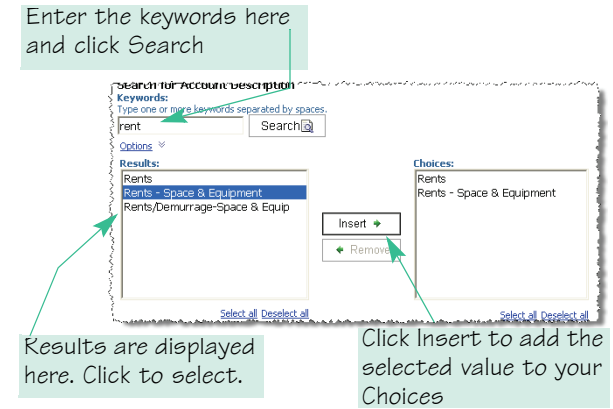 Enter the keywords here
and click Search
Search for Account Description
Keywords:
Type one or more keywords separated by spaces.
rent
Search
Options
Results:
Rents
Rents - Space & Equipment
Rents/Demurrage-Space & Equip
Select all Deselect all
Insert
Remove
Choices:
Rents
Rents - Space & Equipment
Select all Deselect all
Results are displayed
here. Click to select.
Click Insert to add the
selected value to your
Choices